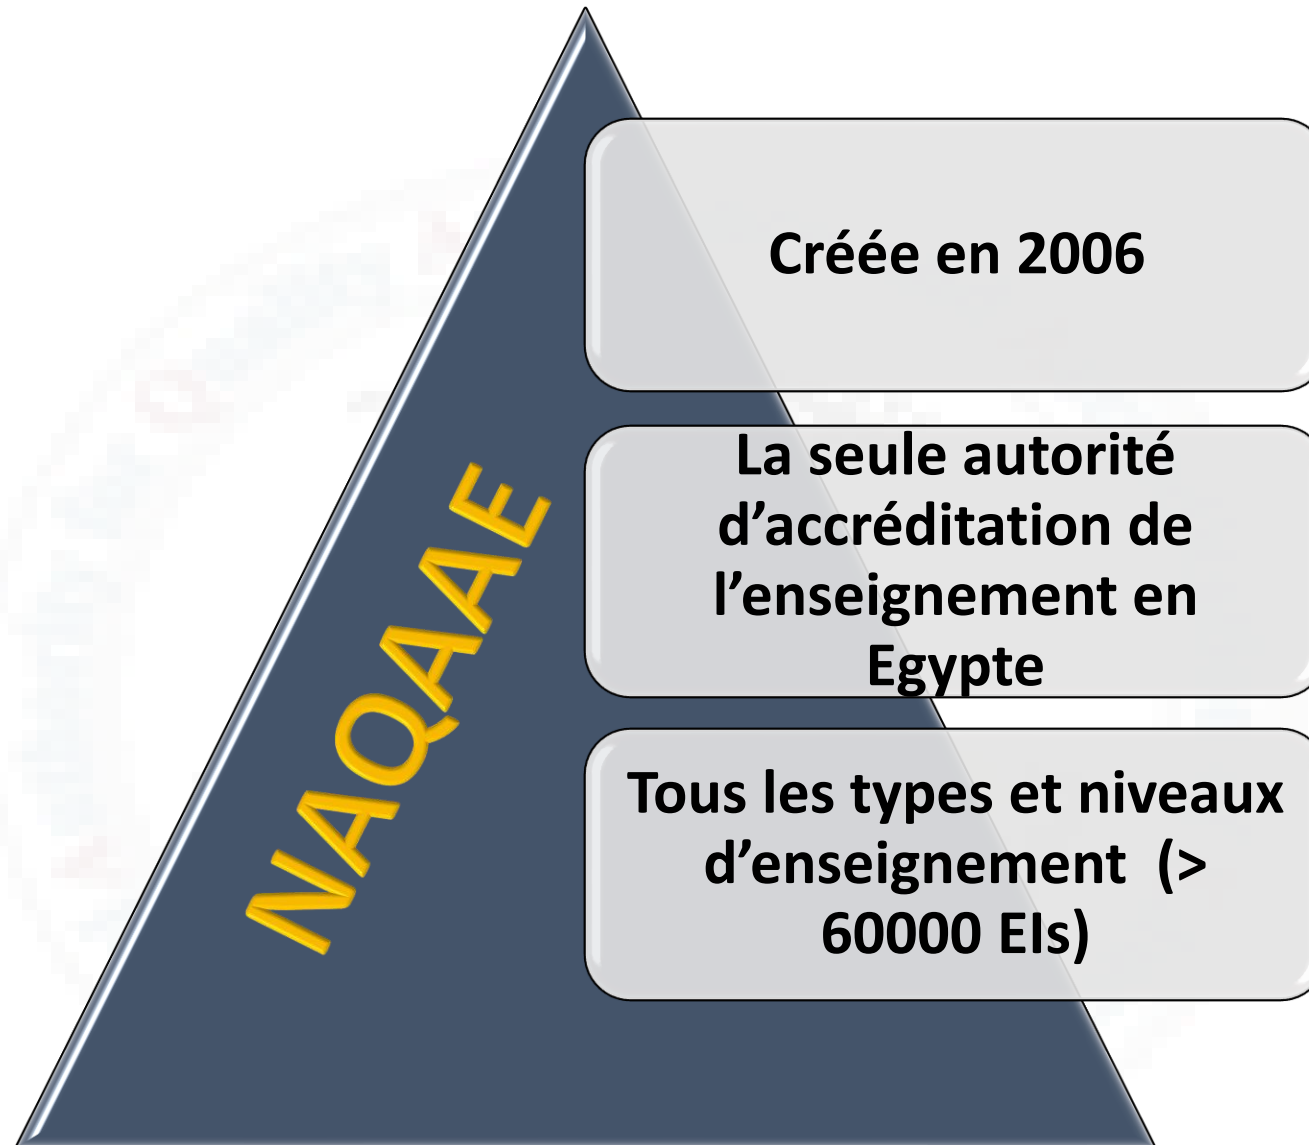 NAQAAE
Créée en 2006
La seule autorité
d’accréditation de
l’enseignement en
Egypte
Tous les types et niveaux
d’enseignement (>
60000 EIs)